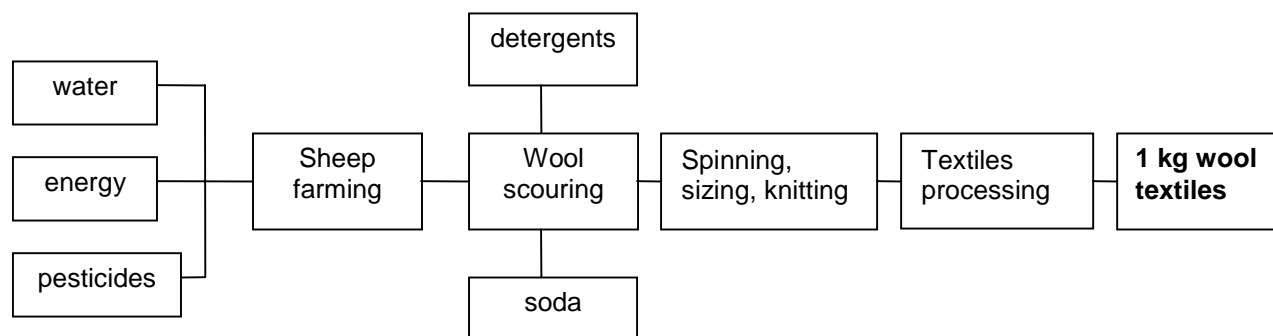 detergents
water
energy
pesticides
Sheep
farming
Wool
scouring
Spinning,
sizing, knitting
Textiles
processing
1 kg wool
textiles
soda